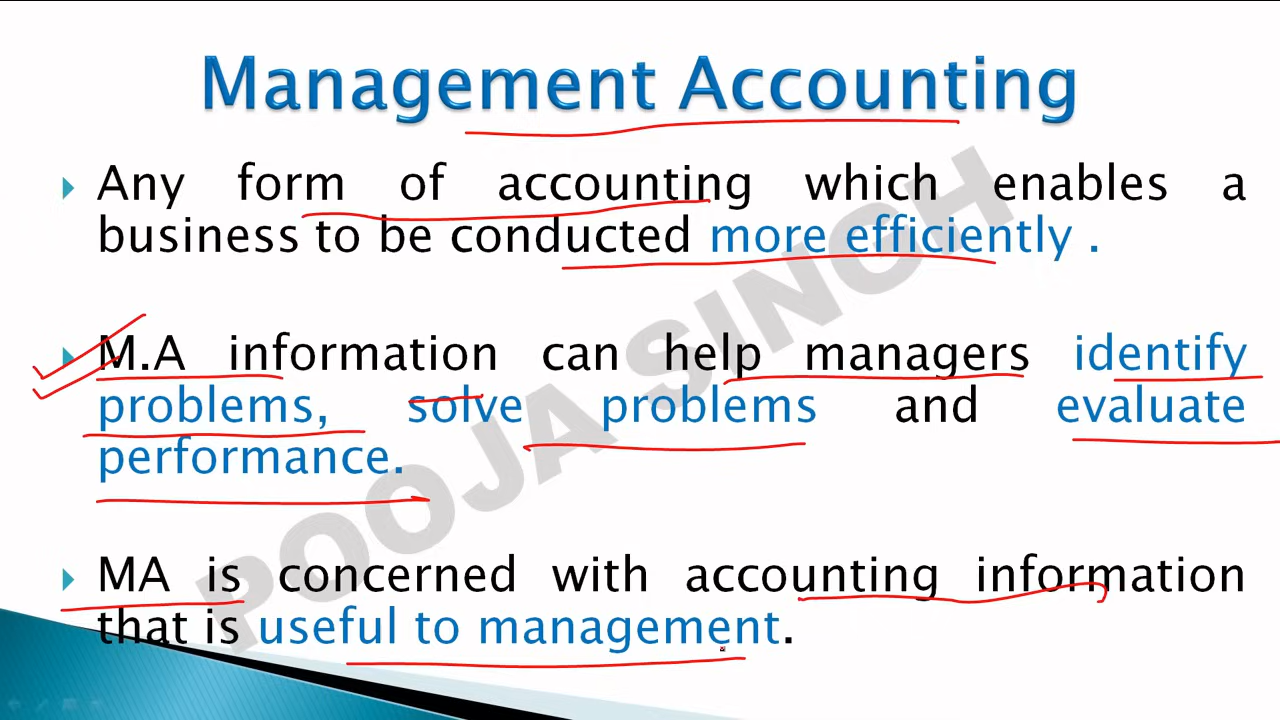 Management Accounting
Any form of accounting which enables a
business to be conducted more efficiently .
M.A information can help managers identify
problems, solve problems and evaluate
performance.
MA is concerned with accounting information
that is useful to management.
POOJA SINGH